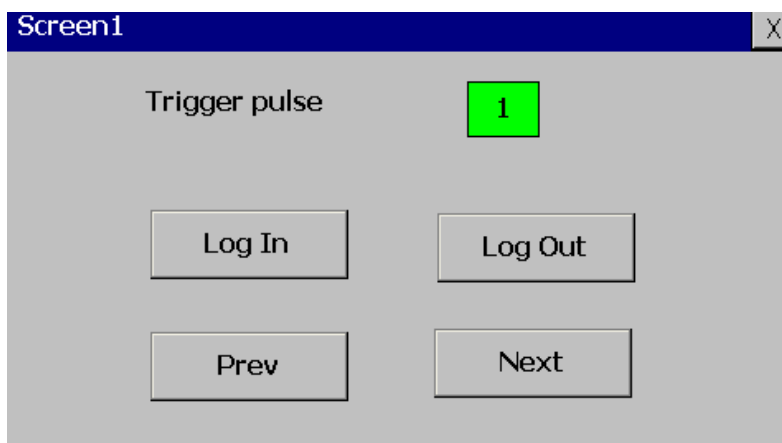 Screen1
X
Trigger pulse
1
Log In
Log Out
Prev
Next